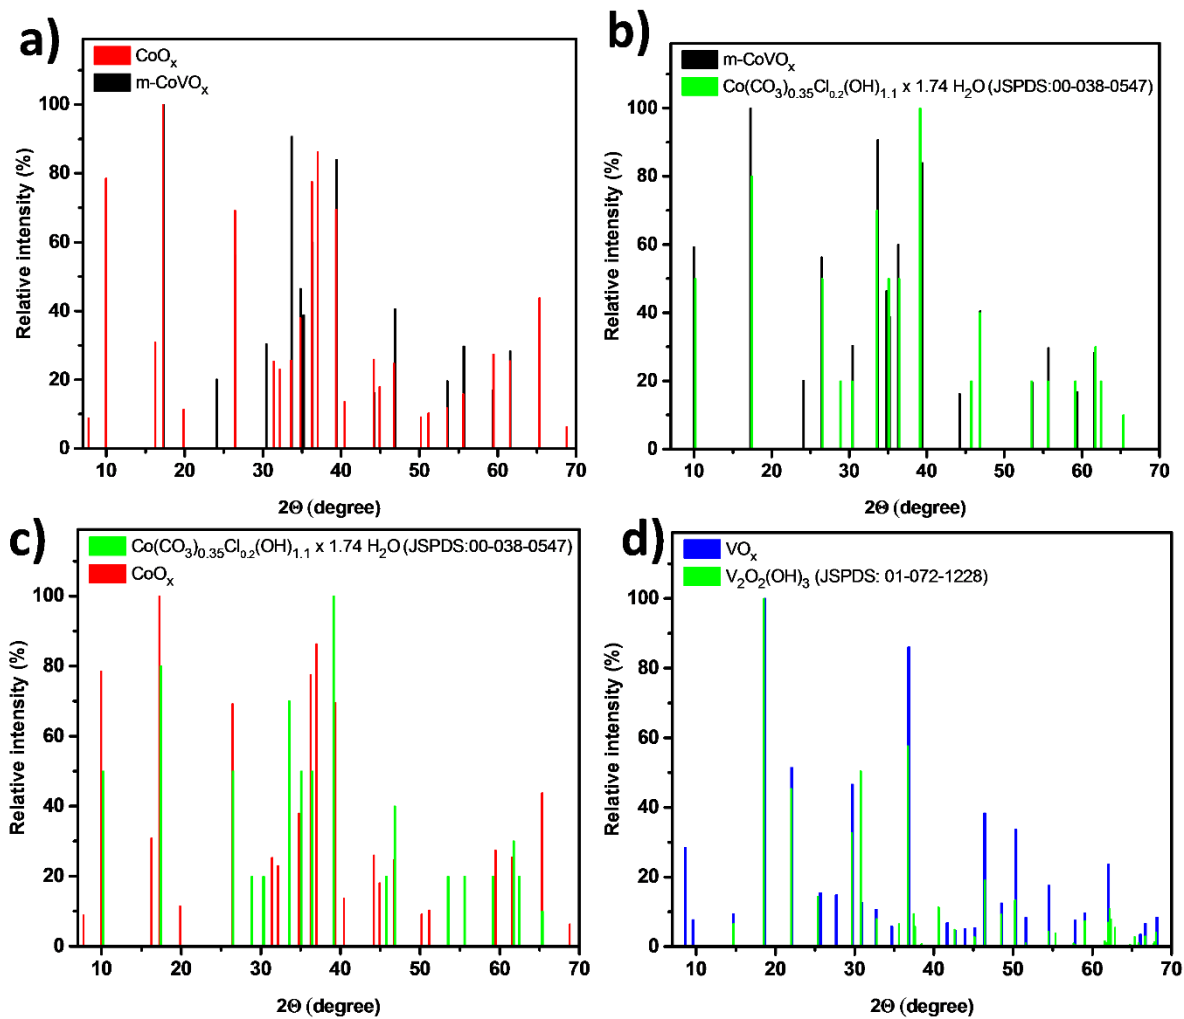 a)
CoOx
m-CoVOx
Relative intensity (%)
100
80
60
40
20
0
10 20 30 40 50 60 70
2Θ (degree)
b)
m-CoVOx
Co(CO3)0.35Cl0.2(OH)1.1 x 1.74 H2O (JSPDS:00-038-0547)
Relative intensity (%)
100
80
60
40
20
0
10 20 30 40 50 60 70
2Θ (degree)
c)
Co(CO3)0.35Cl0.2(OH)1.1 x 1.74 H2O (JSPDS:00-038-0547)
CoOx
Relative intensity (%)
100
80
60
40
20
0
10 20 30 40 50 60 70
2Θ (degree)
d)
VOx
V2O2(OH)3 (JSPDS: 01-072-1228)
Relative intensity (%)
100
80
60
40
20
0
10 20 30 40 50 60 70
2Θ (degree)